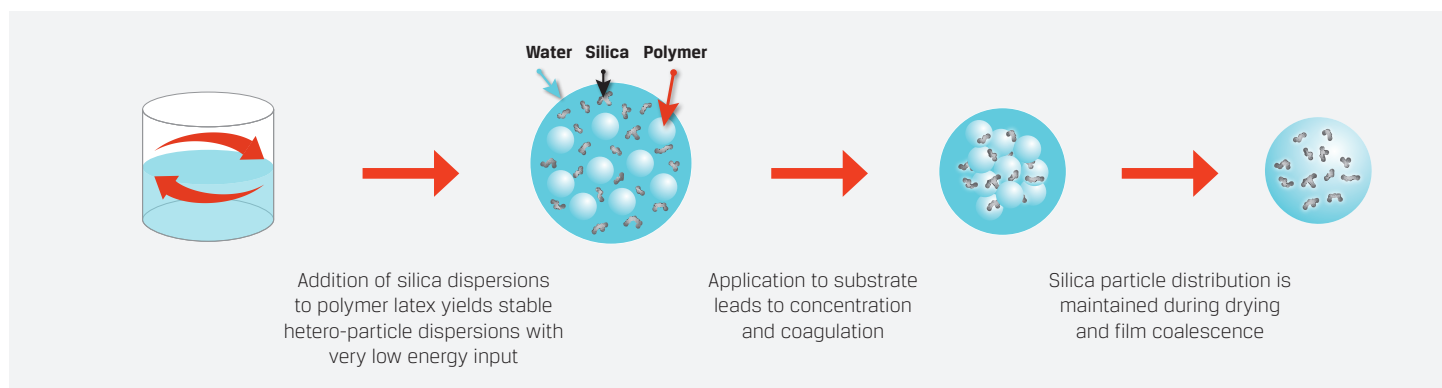 Water Silica Polymer
Addition of silica dispersions
to polymer latex yields stable
hetero-particle dispersions with
very low energy input
Application to substrate
leads to concentration
and coagulation
Silica particle distribution is
maintained during drying
and film coalescence